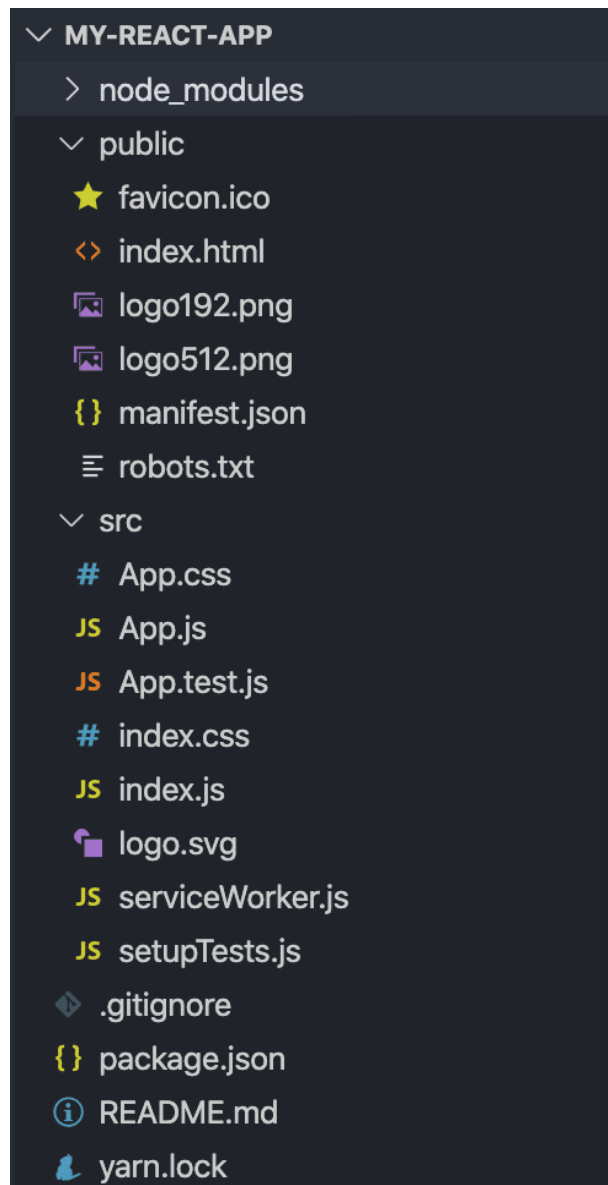 MY-REACT-APP
node_modules
public
favicon.ico
index.html
logo192.png
logo512.png
manifest.json
robots.txt
src
App.css
App.js
App.test.js
index.css
index.js
logo.svg
serviceWorker.js
setupTests.js
.gitignore
package.json
README.md
yarn.lock